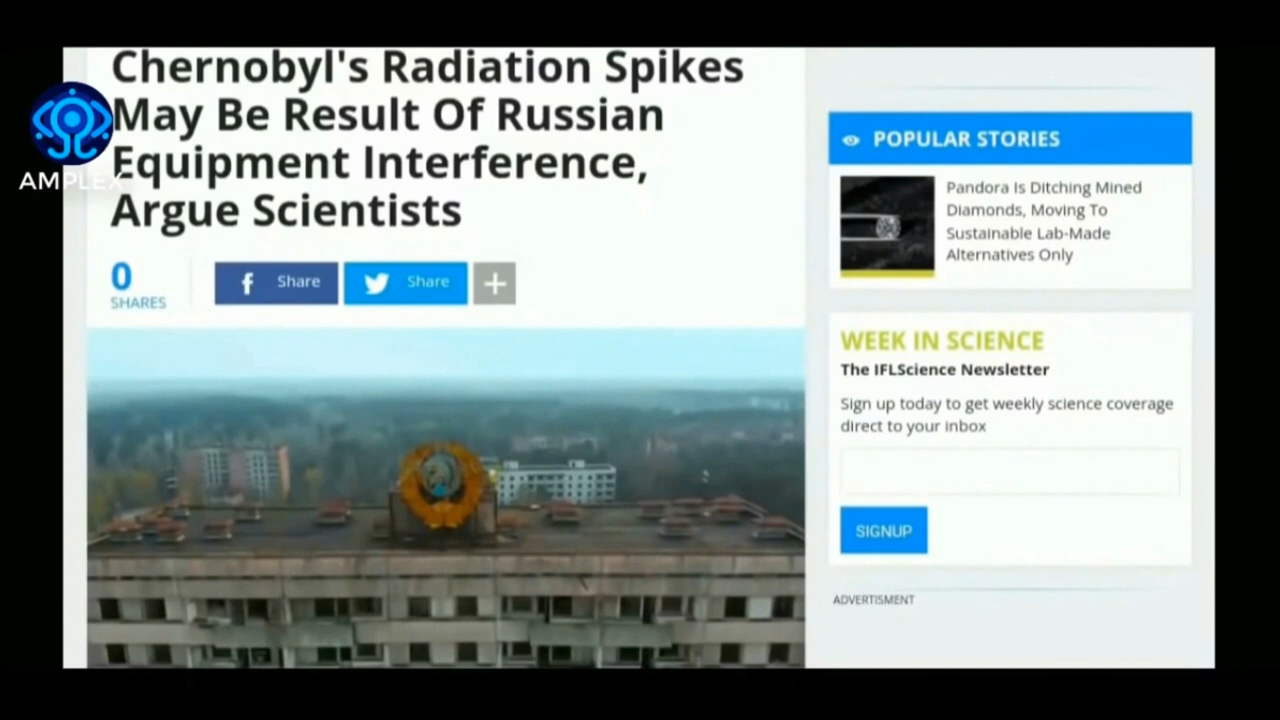 Chernobyl's Radiation Spikes
May Be Result Of Russian
Equipment Interference,
Argue Scientists
AMPLEX
0
SHARES
f Share
Share
+
POPULAR STORIES
Pandora Is Ditching Mined
Diamonds, Moving To
Sustainable Lab-Made
Alternatives Only
WEEK IN SCIENCE
The IFLScience Newsletter
Sign up today to get weekly science coverage
direct to your inbox
SIGNUP
ADVERTISMENT